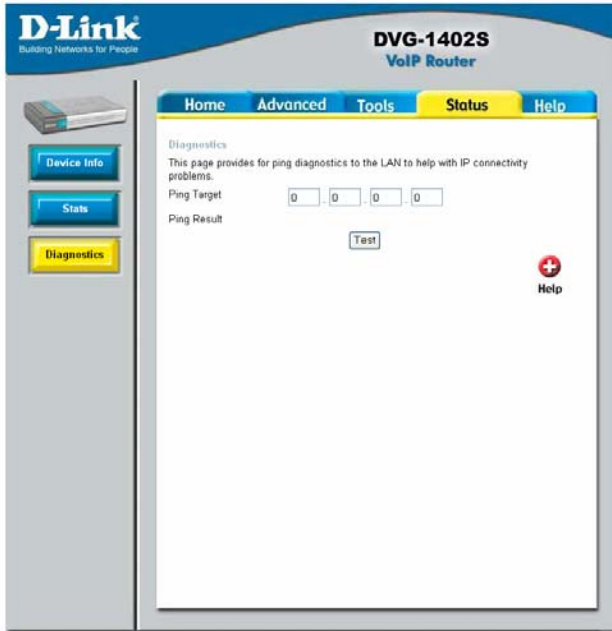 D-Link
Building Networks for People
DVG-1402S
VoIP Router
Home Advanced Tools Status Help
Device Info
Stats
Diagnostics
Diagnostics
This page provides for ping diagnostics to the LAN to help with IP connectivity
problems.
Ping Target 0 . 0 . 0 . 0
Ping Result
Test
Help